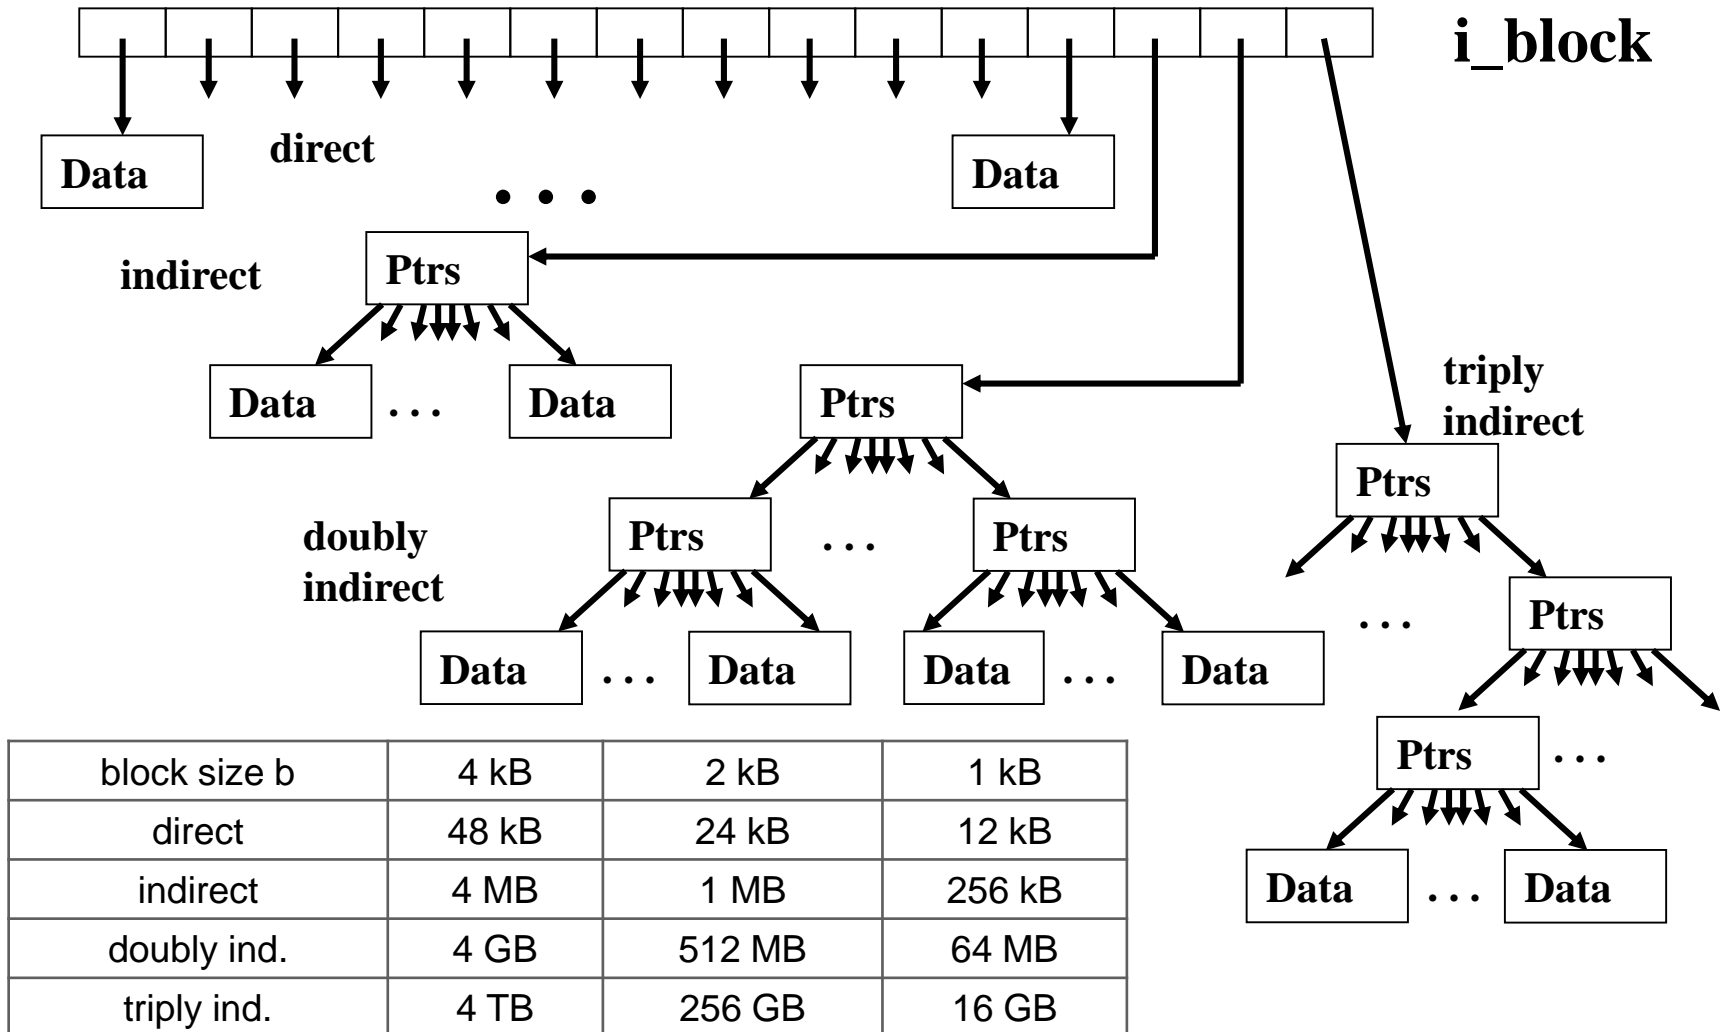 i_block
direct
Data
Data
• • •
indirect
Ptrs
Data ... Data
triply
indirect
Ptrs
Ptrs
doubly
indirect
Ptrs ... Ptrs
... Ptrs
Data ... Data Data ... Data
Ptrs ...
Data ... Data
block size b 4 kB 2 kB 1 kB
direct 48 kB 24 kB 12 kB
indirect 4 MB 1 MB 256 kB
doubly ind. 4 GB 512 MB 64 MB
triply ind. 4 TB 256 GB 16 GB